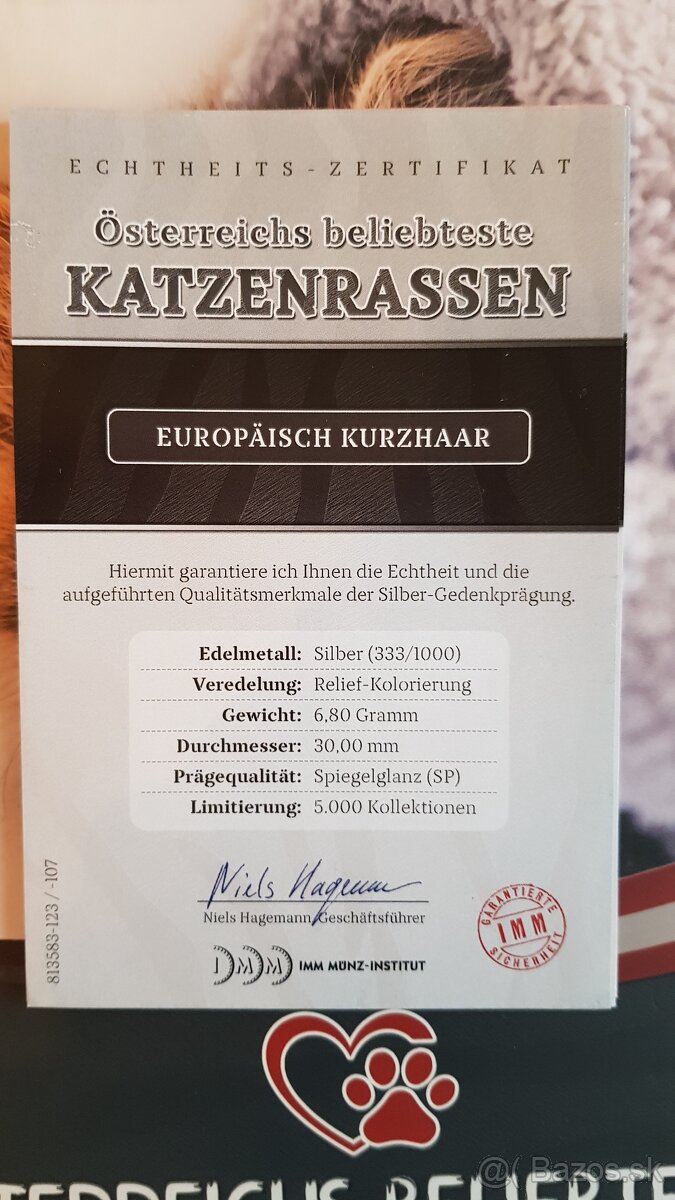 ECHTHEITS-ZERTIFIKAT
Österreichs beliebteste
KATZENRASSEN
EUROPÄISCH KURZHAAR
Hiermit garantiere ich Ihnen die Echtheit und die
aufgeführten Qualitätsmerkmale der Silber-Gedenkprägung.
Edelmetall: Silber (333/1000)
Veredelung: Relief-Kolorierung
Gewicht: 6,80 Gramm
Durchmesser: 30,00 mm
Prägequalität: Spiegelglanz (SP)
Limitierung: 5.000 Kollektionen
813583-123 / -107
Niels Hagemann
Niels Hagemann, Geschäftsführer
IMM IMM MÜNZ-INSTITUT
GARANTIERTE
IMM
SICHERHEIT
Bazos.sk